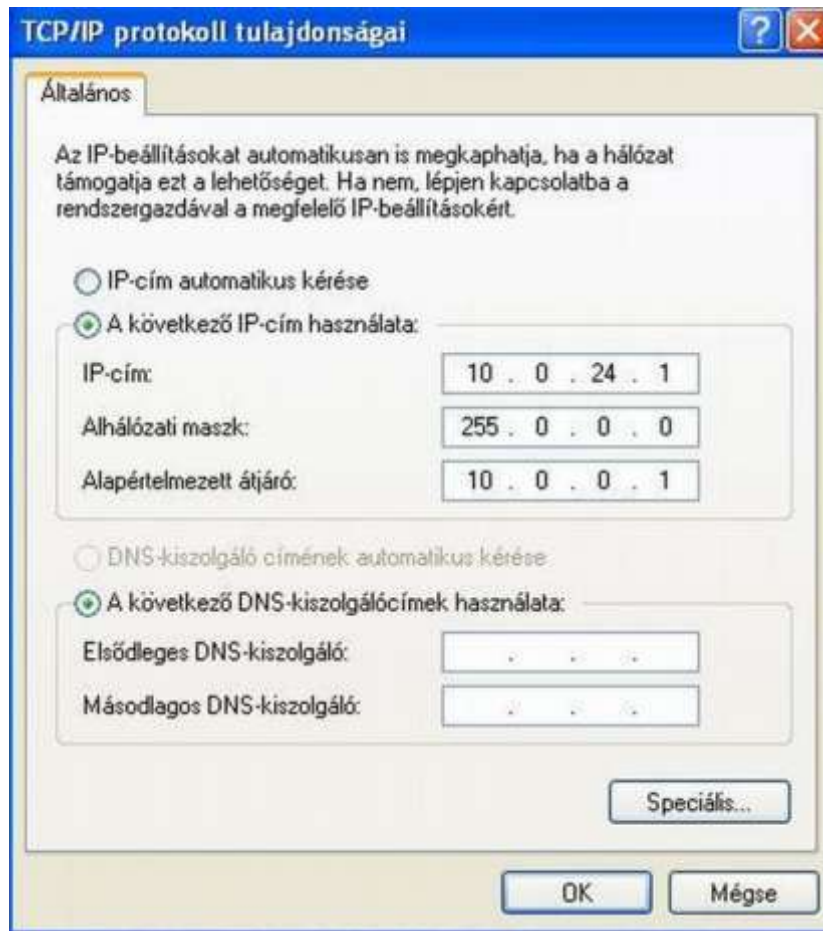 TCP/IP protokoll tulajdonságai
Általános
Az IP-beállításokat automatikusan is megkaphatja, ha a hálózat
támogatja ezt a lehetőséget. Ha nem, lépjen kapcsolatba a
rendszergazdával a megfelelő IP-beállításokért.
IP-cím automatikus kérése
A következő IP-cím használata:
IP-cím: 10 . 0 . 24 . 1
Alhálózati maszk: 255 . 0 . 0 . 0
Alapértelmezett átjáró: 10 . 0 . 0 . 1
DNS-kiszolgáló címének automatikus kérése
A következő DNS-kiszolgálócímek használata:
Elsődleges DNS-kiszolgáló: . . .
Másodlagos DNS-kiszolgáló: . . .
Speciális...
OK Mégse